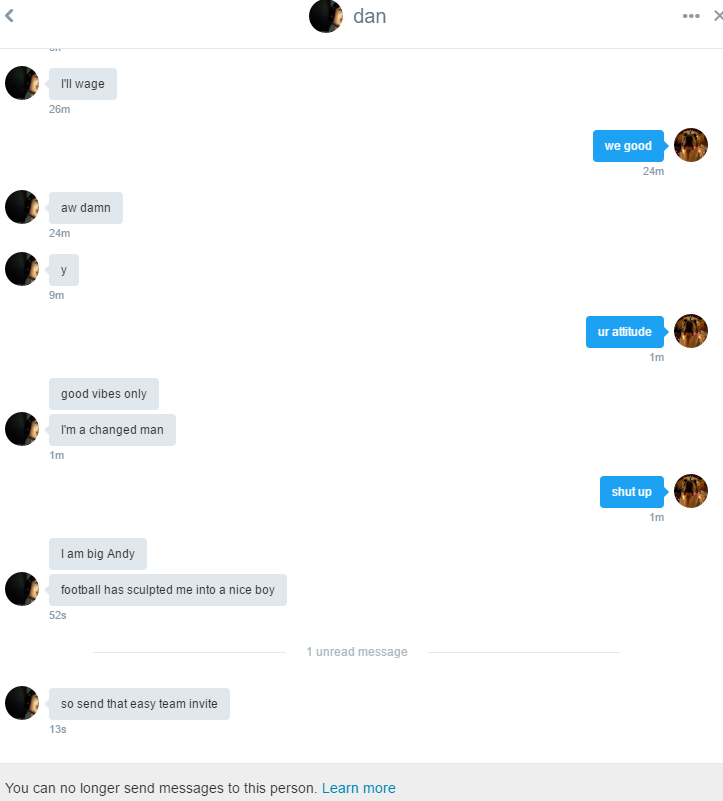 dan
I'll wage
26m
we good
24m
aw damn
24m
y
9m
ur attitude
1m
good vibes only
I'm a changed man
1m
shut up
1m
I am big Andy
football has sculpted me into a nice boy
52s
1 unread message
so send that easy team invite
13s
You can no longer send messages to this person. Learn more